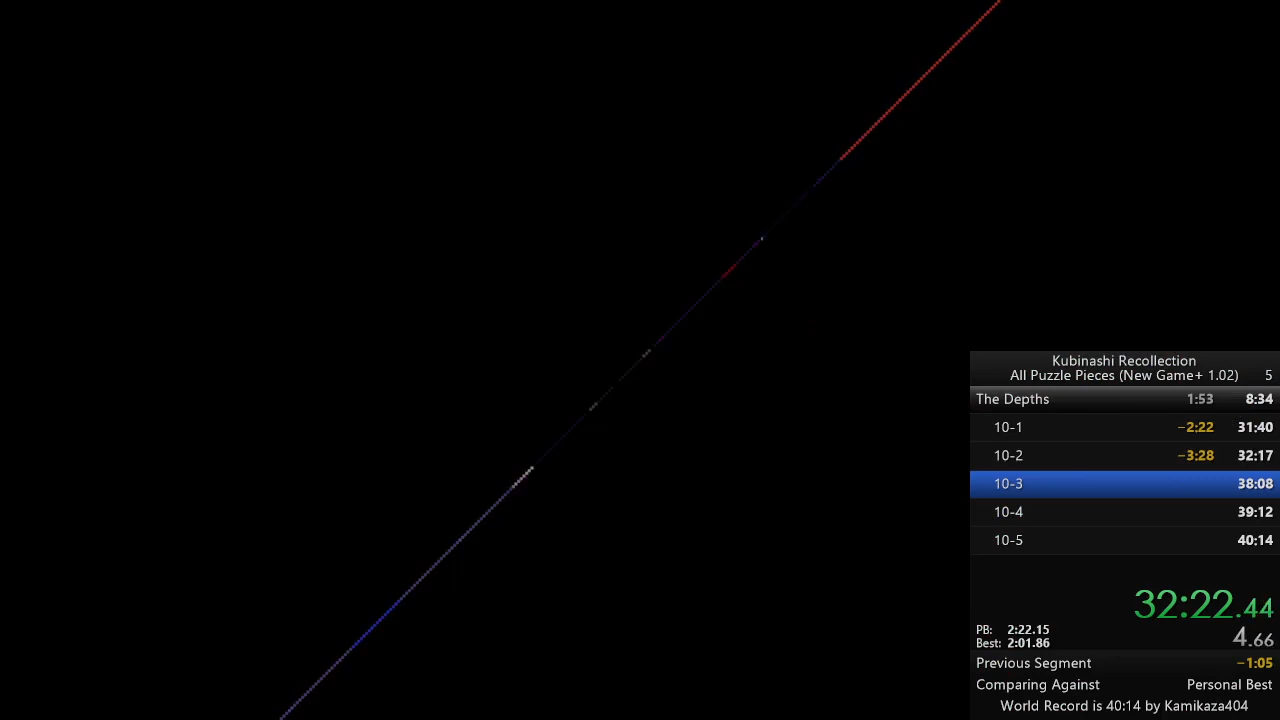 Kubinashi Recollection
All Puzzle Pieces (New Game+ 1.02) 5
The Depths 1:53 8:34
10-1 −2:22 31:40
10-2 −3:28 32:17
10-3 38:08
10-4 39:12
10-5 40:14
32:22.44
PB: 2:22.15 4.66
Best: 2:01.86
Previous Segment −1:05
Comparing Against Personal Best
World Record is 40:14 by Kamikaza404